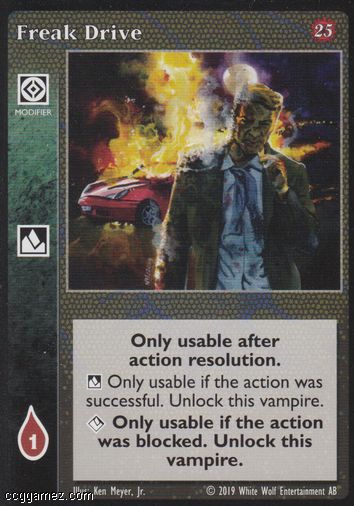 Freak Drive
25
MODIFIER
Only usable after
action resolution.
Only usable if the action was
successful. Unlock this vampire.
Only usable if the action
was blocked. Unlock this
vampire.
1
Illus: Ken Meyer, Jr.
© 2019 White Wolf Entertainment AB
ccggamez.com